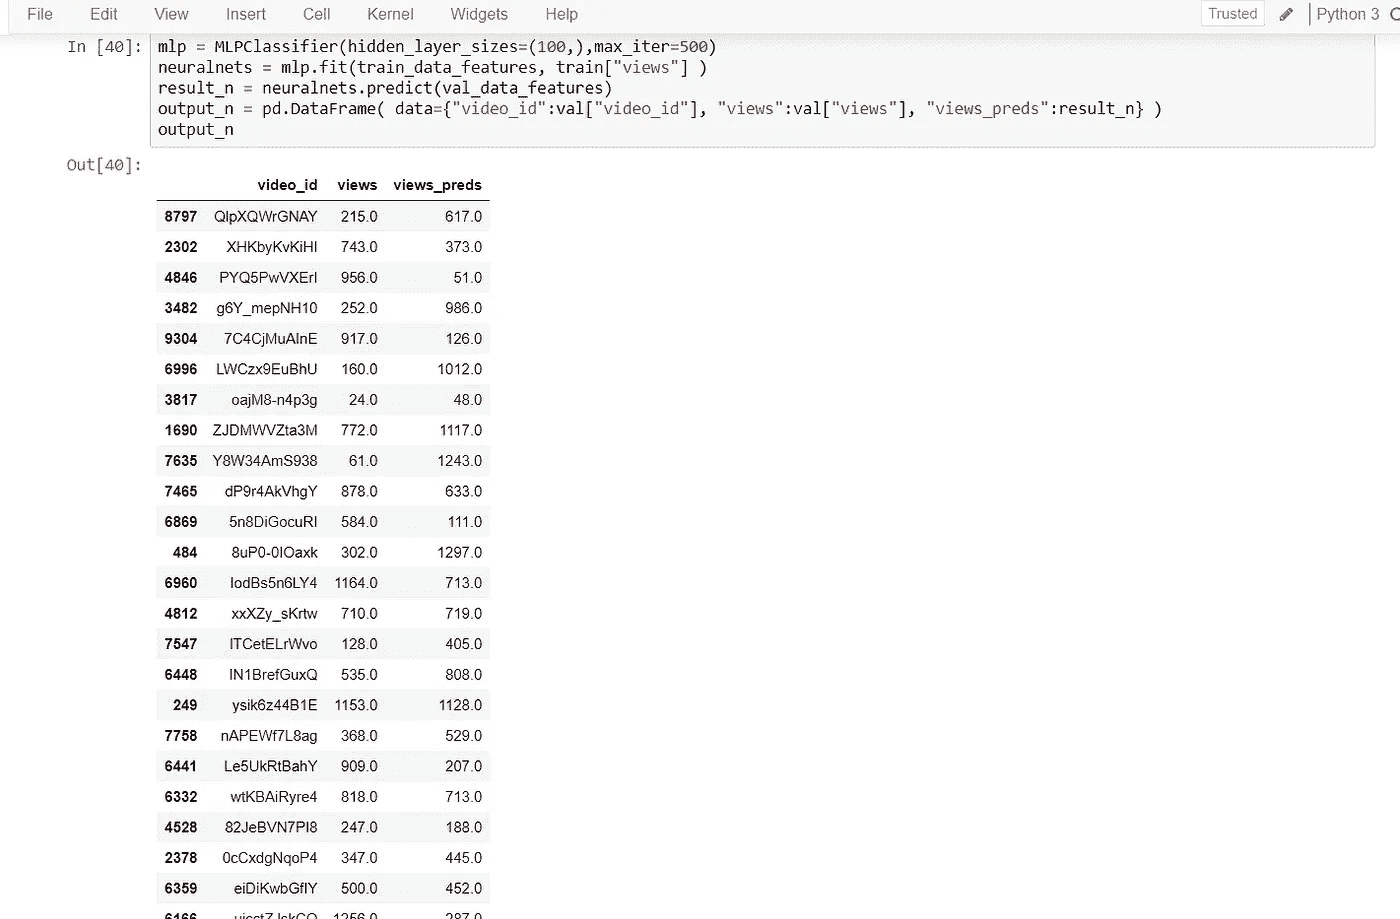 File Edit View Insert Cell Kernel Widgets Help Trusted Python 3
In [40]: mlp = MLPClassifier(hidden_layer_sizes=(100,),max_iter=500)
neuralnets = mlp.fit(train_data_features, train["views"] )
result_n = neuralnets.predict(val_data_features)
output_n = pd.DataFrame( data={"video_id":val["video_id"], "views":val["views"], "views_preds":result_n} )
output_n
Out[40]:
video_id views views_preds
8797 QlpXQWrGNAY 215.0 617.0
2302 XHKbyKvKiHI 743.0 373.0
4846 PYQ5PwVXErI 956.0 51.0
3482 g6Y_mepNH10 252.0 986.0
9304 7C4CjMuAlnE 917.0 126.0
6996 LWCzx9EuBhU 160.0 1012.0
3817 oajM8-n4p3g 24.0 48.0
1690 ZJDMWVZta3M 772.0 1117.0
7635 Y8W34AmS938 61.0 1243.0
7465 dP9r4AkVhgY 878.0 633.0
6869 5n8DiGocuRI 584.0 111.0
484 8uP0-0IOaxk 302.0 1297.0
6960 IodBs5n6LY4 1164.0 713.0
4812 xxXZy_sKrtw 710.0 719.0
7547 ITCetELrWvo 128.0 405.0
6448 IN1BrefGuxQ 535.0 808.0
249 ysik6z44B1E 1153.0 1128.0
7758 nAPEWf7L8ag 368.0 529.0
6441 Le5UkRtBahY 909.0 207.0
6332 wtKBAiRyre4 818.0 713.0
4528 82JeBVN7PI8 247.0 188.0
2378 0cCxdgNqoP4 347.0 445.0
6359 eiDiKwbGfIY 500.0 452.0
6166 1256.0 287.0